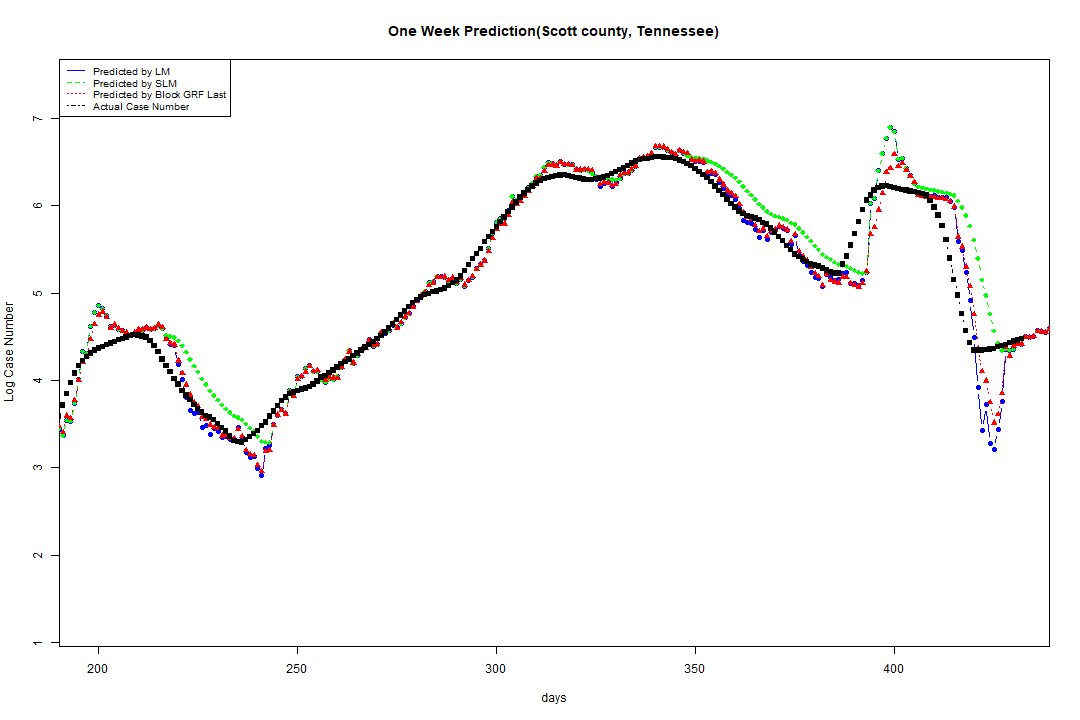 One Week Prediction(Scott county, Tennessee)
Predicted by LM
Predicted by SLM
Predicted by Block GRF Last
Actual Case Number
Log Case Number
7
6
5
4
3
2
1
200 250 300 350 400
days